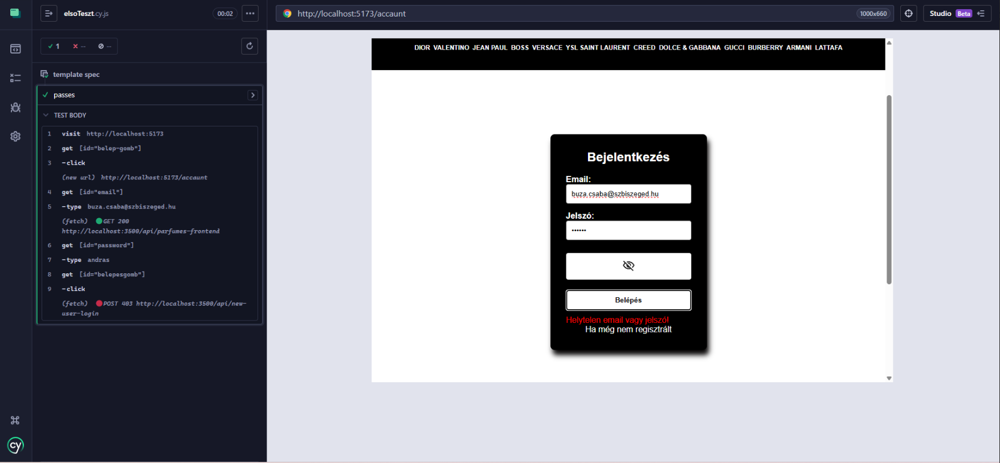 elsoTeszt.cy.js
00:02
http://localhost:5173/accaunt
1000x660
Studio Beta
1 -- --
template spec
passes
TEST BODY
1 visit http://localhost:5173
2 get [id="belep-gomb"]
3 -click
(new url) http://localhost:5173/accaunt
4 get [id="email"]
5 -type buza.csaba@szbiszeged.hu
(fetch) GET 200
http://localhost:3500/api/parfumes-frontend
6 get [id="password"]
7 -type andras
8 get [id="belepesgomb"]
9 -click
(fetch) POST 403 http://localhost:3500/api/new-
user-login
cy
DIOR VALENTINO JEAN PAUL BOSS VERSACE YSL SAINT LAURENT CREED DOLCE & GABBANA GUCCI BURBERRY ARMANI LATTAFA
Bejelentkezés
Email:
buza.csaba@szbiszeged.hu
Jelszó:
••••••
Belépés
Helytelen email vagy jelszó!
Ha még nem regisztrált